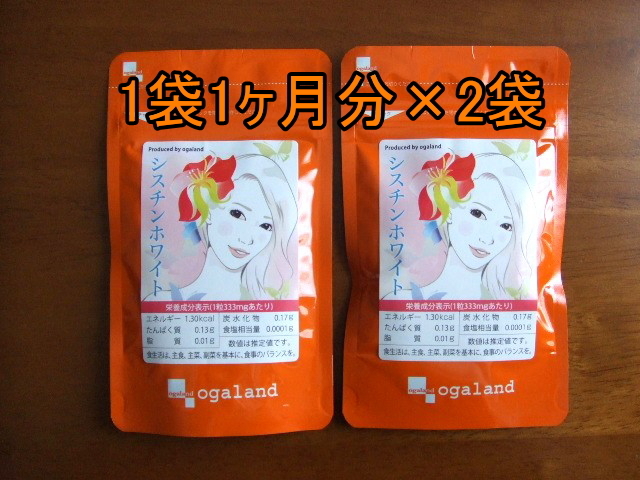 ogaland
ogaland
1袋1ヶ月分×2袋
Produced by ogaland
シスチンホワイト
栄養成分表示(1粒333mgあたり)
エネルギー 1.30kcal 炭水化物 0.17g
たんぱく質 0.13g 食塩相当量 0.0001g
脂質 0.01g 数値は推定値です。
食生活は、主食、主菜、副菜を基本に、食事のバランスを。
ogaland ogaland
Produced by ogaland
シスチンホワイト
栄養成分表示(1粒333mgあたり)
エネルギー 1.30kcal 炭水化物 0.17g
たんぱく質 0.13g 食塩相当量 0.0001g
脂質 0.01g 数値は推定値です。
食生活は、主食、主菜、副菜を基本に、食事のバランスを。
ogaland ogaland